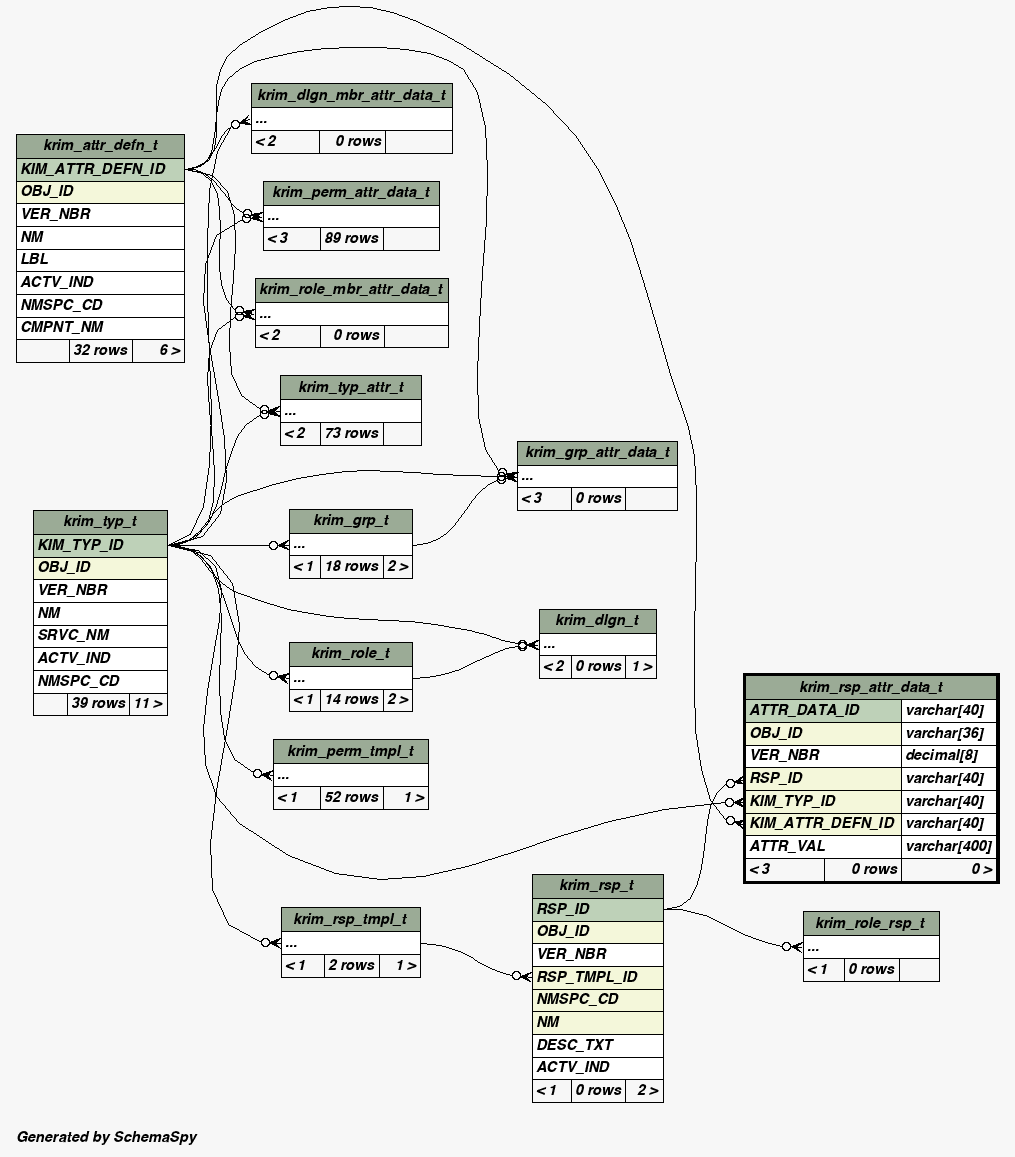 krim_dlgn_mbr_attr_data_t
...
< 2 0 rows
krim_attr_defn_t
KIM_ATTR_DEFN_ID
OBJ_ID
VER_NBR
NM
LBL
ACTV_IND
NMSPC_CD
CMPNT_NM
32 rows 6 >
krim_perm_attr_data_t
...
< 3 89 rows
krim_role_mbr_attr_data_t
...
< 2 0 rows
krim_typ_attr_t
...
< 2 73 rows
krim_grp_attr_data_t
...
< 3 0 rows
krim_typ_t
KIM_TYP_ID
OBJ_ID
VER_NBR
NM
SRVC_NM
ACTV_IND
NMSPC_CD
39 rows 11 >
krim_grp_t
...
< 1 18 rows 2 >
krim_dlgn_t
...
< 2 0 rows 1 >
krim_role_t
...
< 1 14 rows 2 >
krim_perm_tmpl_t
...
< 1 52 rows 1 >
krim_rsp_attr_data_t
ATTR_DATA_ID varchar[40]
OBJ_ID varchar[36]
VER_NBR decimal[8]
RSP_ID varchar[40]
KIM_TYP_ID varchar[40]
KIM_ATTR_DEFN_ID varchar[40]
ATTR_VAL varchar[400]
< 3 0 rows 0 >
krim_rsp_tmpl_t
...
< 1 2 rows 1 >
krim_rsp_t
RSP_ID
OBJ_ID
VER_NBR
RSP_TMPL_ID
NMSPC_CD
NM
DESC_TXT
ACTV_IND
< 1 0 rows 2 >
krim_role_rsp_t
...
< 1 0 rows
Generated by SchemaSpy